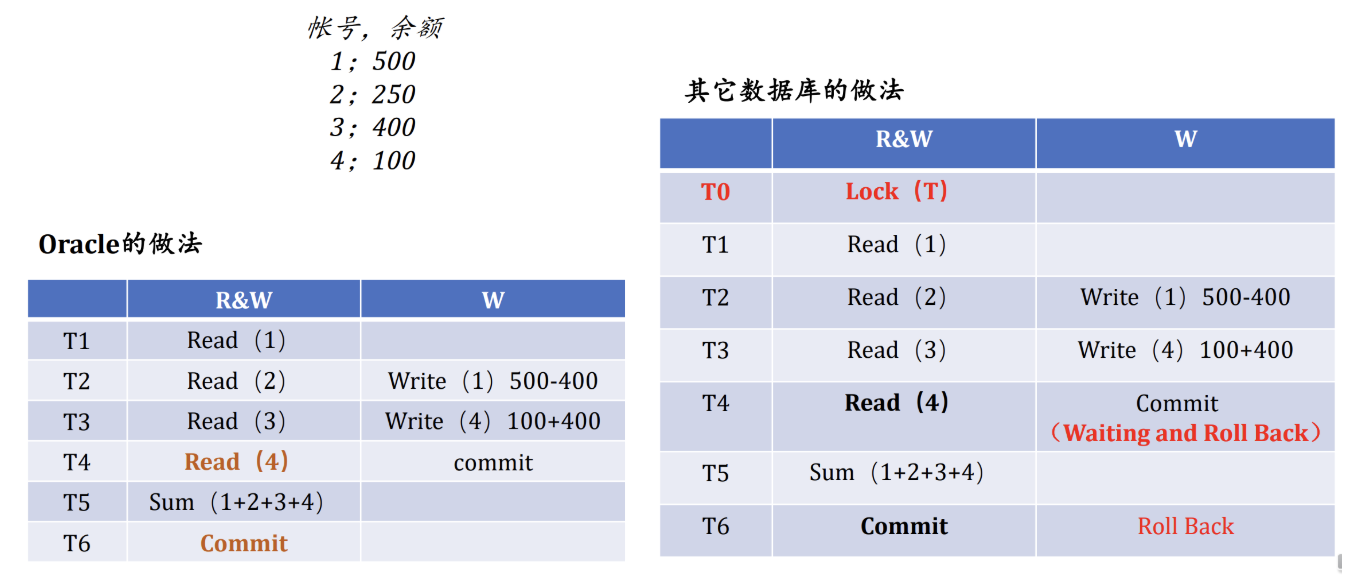 帐号，余额
1；500
2；250
3；400
4；100
Oracle的做法
R&W W
T1 Read（1）
T2 Read（2） Write（1）500-400
T3 Read（3） Write（4）100+400
T4 Read（4） commit
T5 Sum（1+2+3+4）
T6 Commit
其它数据库的做法
R&W W
T0 Lock（T）
T1 Read（1）
T2 Read（2） Write（1）500-400
T3 Read（3） Write（4）100+400
T4 Read（4） Commit
（Waiting and Roll Back）
T5 Sum（1+2+3+4）
T6 Commit Roll Back